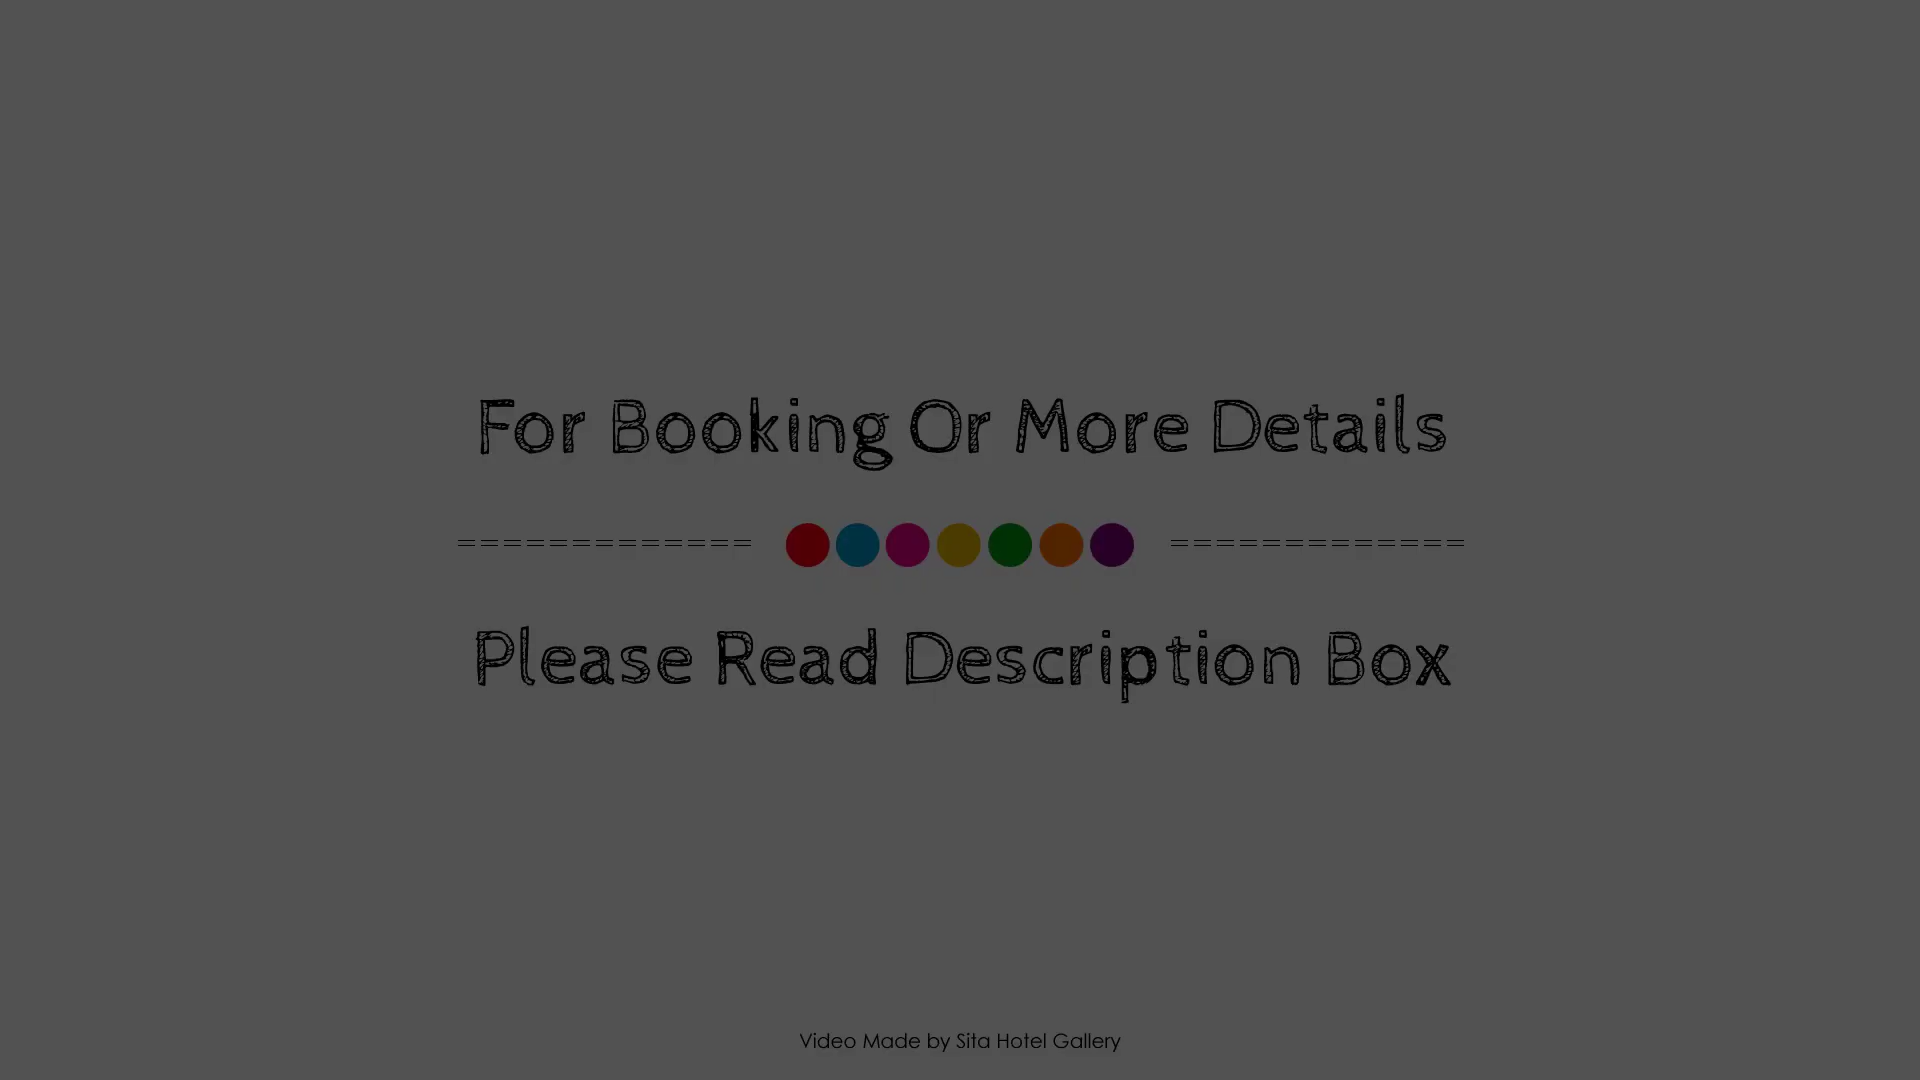 For Booking Or More Details
============= =============
Please Read Description Box
Video Made by Sita Hotel Gallery